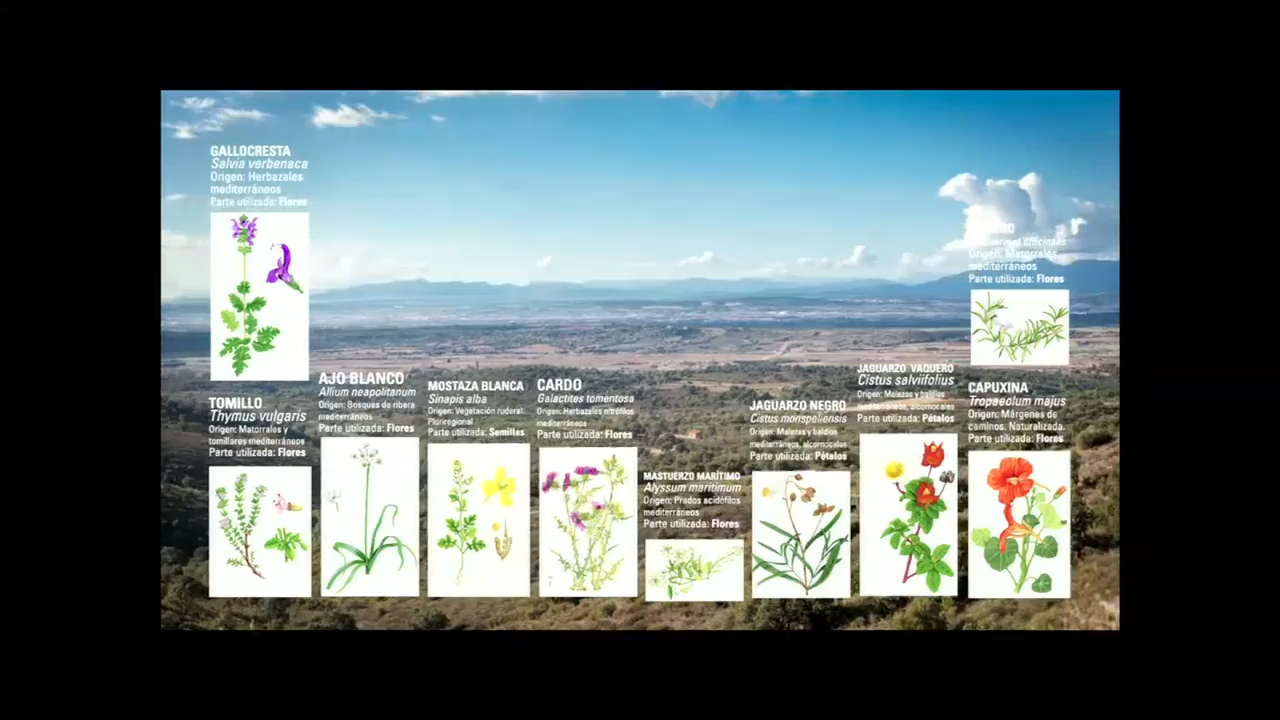 GALLOCRESTA
Salvia verbenaca
Origen: Herbazales
mediterráneos
Parte utilizada: Flores
officinalis
Origen: Matorrales
mediterráneos
Parte utilizada: Flores
TOMILLO
Thymus vulgaris
Origen: Matorrales y
tomillares mediterráneos
Parte utilizada: Flores
AJO BLANCO
Allium neapolitanum
Origen: Bosques de ribera
mediterráneos
Parte utilizada: Flores
MOSTAZA BLANCA
Sinapis alba
Origen: Vegetación ruderal.
Pluriregional
Parte utilizada: Semillas
CARDO
Galactites tomentosa
Origen: Herbazales nitrófilos
mediterráneos
Parte utilizada: Flores
MASTUERZO MARÍTIMO
Alyssum maritimum
Origen: Prados acidófilos
mediterráneos
Parte utilizada: Flores
JAGUARZO NEGRO
Cistus monspeliensis
Origen: Malezas y baldíos
mediterráneos, alcornocales
Parte utilizada: Pétalos
JAGUARZO VAQUERO
Cistus salviifolius
Origen: Malezas y baldíos
mediterráneos, alcornocales
Parte utilizada: Pétalos
CAPUXINA
Tropaeolum majus
Origen: Márgenes de
caminos. Naturalizada.
Parte utilizada: Flores